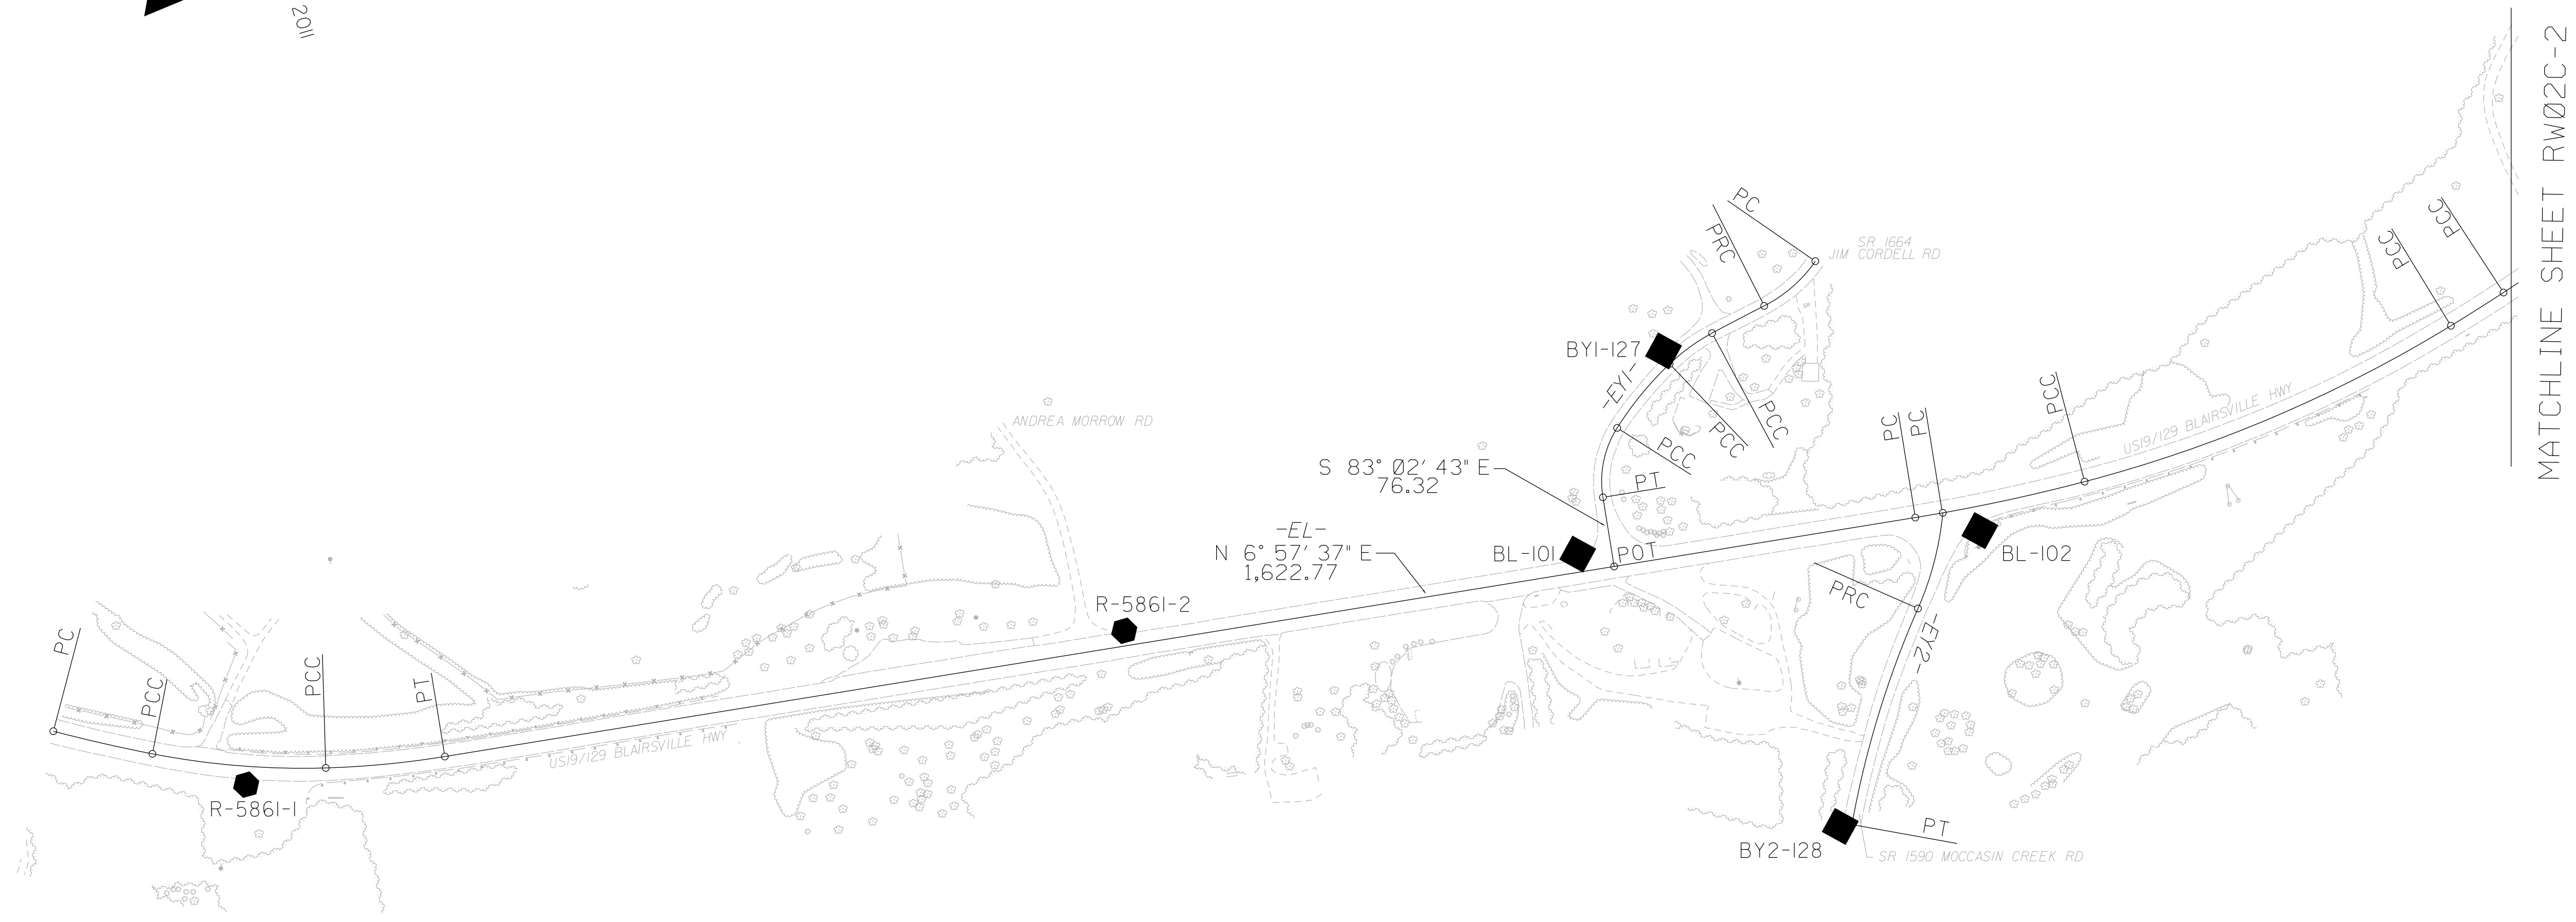 2011
MATCHLINE SHEET RWØ2C-2
PC
PRC
SR 1664
JIM CORDELL RD
PCC
PCC
BY1-127
-EY1-
PCC
PCC
PCC
PT
ANDREA MORROW RD
S 83° Ø2' 43" E
76.32
-EL-
N 6° 57' 37" E
1,622.77
BL-101
POT
PC
PC
PCC
US19/129 BLAIRSVILLE HWY
BL-102
PRC
-EY2-
R-5861-2
PC
PCC
PCC
PT
US19/129 BLAIRSVILLE HWY
R-5861-1
PT
BY2-128
SR 1590 MOCCASIN CREEK RD